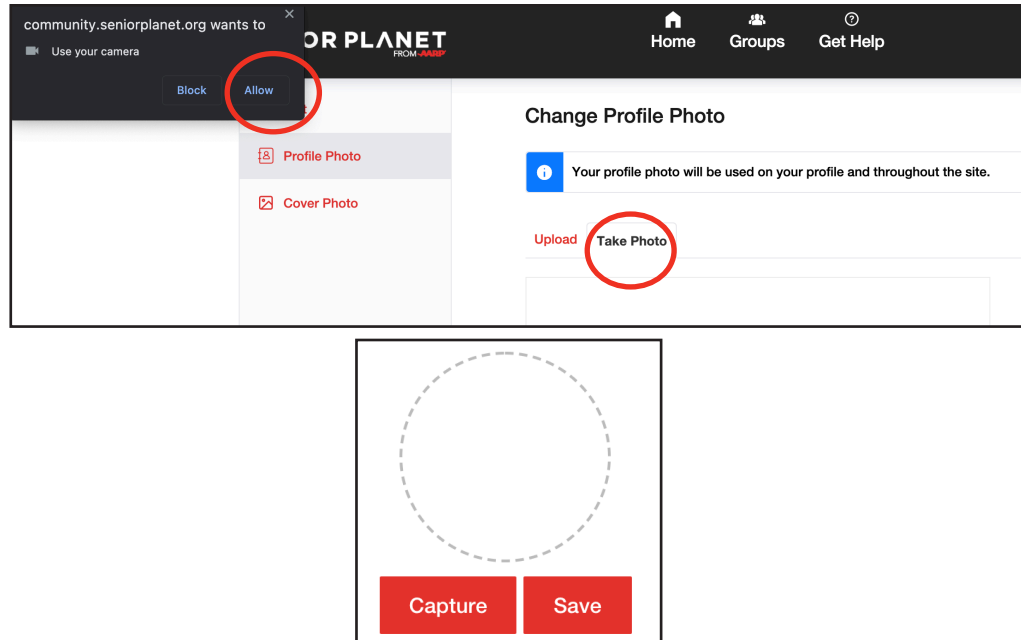 community.seniorplanet.org wants to
Use your camera
Block Allow
OR PLANET
FROM AARP
Home Groups Get Help
Change Profile Photo
Profile Photo
Your profile photo will be used on your profile and throughout the site.
Cover Photo
Upload Take Photo
Capture Save